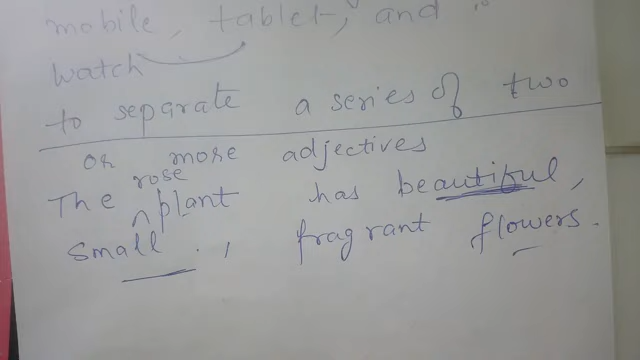 mobile, tablet, and
watch
to separate a series of two
or more adjectives
The rose plant has beautiful,
small , fragrant flowers.